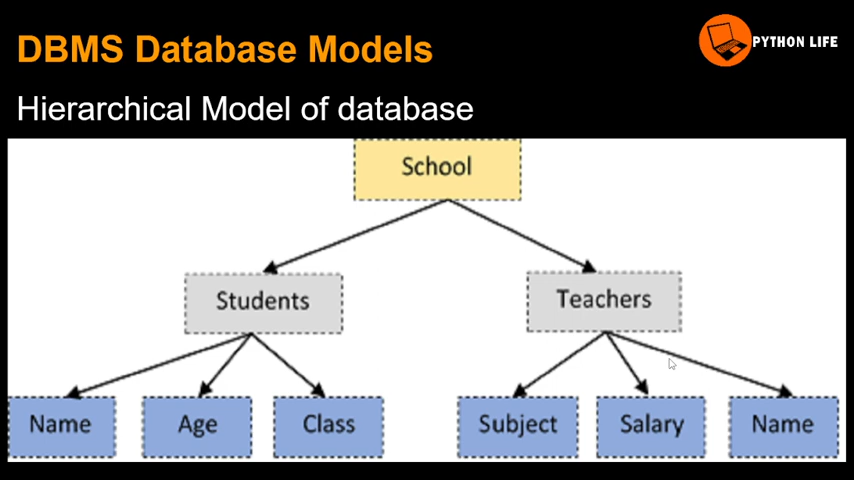 DBMS Database Models
PYTHON LIFE
Hierarchical Model of database
School
Students
Teachers
Name
Age
Class
Subject
Salary
Name